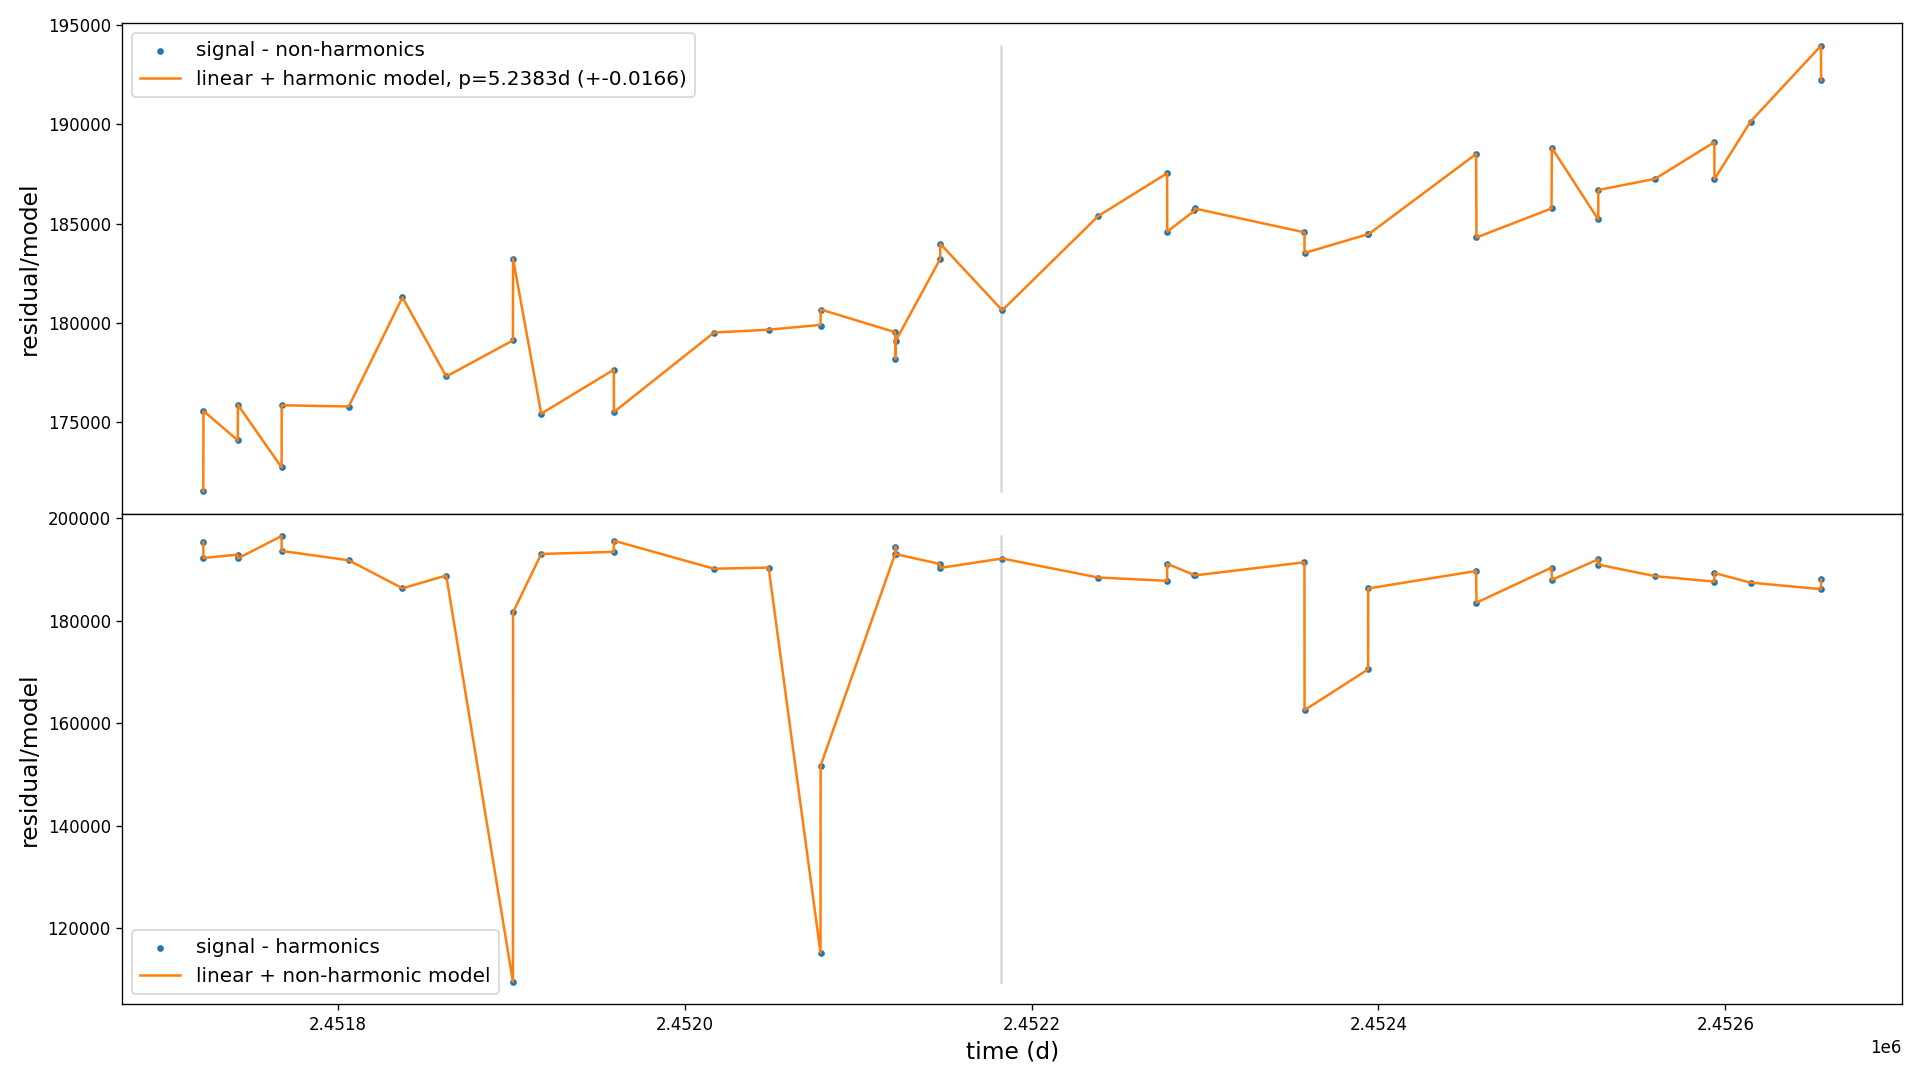 195000
signal - non-harmonics
linear + harmonic model, p=5.2383d (+-0.0166)
190000
185000
180000
175000
residual/model
200000
180000
160000
140000
120000
residual/model
signal - harmonics
linear + non-harmonic model
2.4518
2.4520
2.4522
2.4524
2.4526
time (d)
1e6